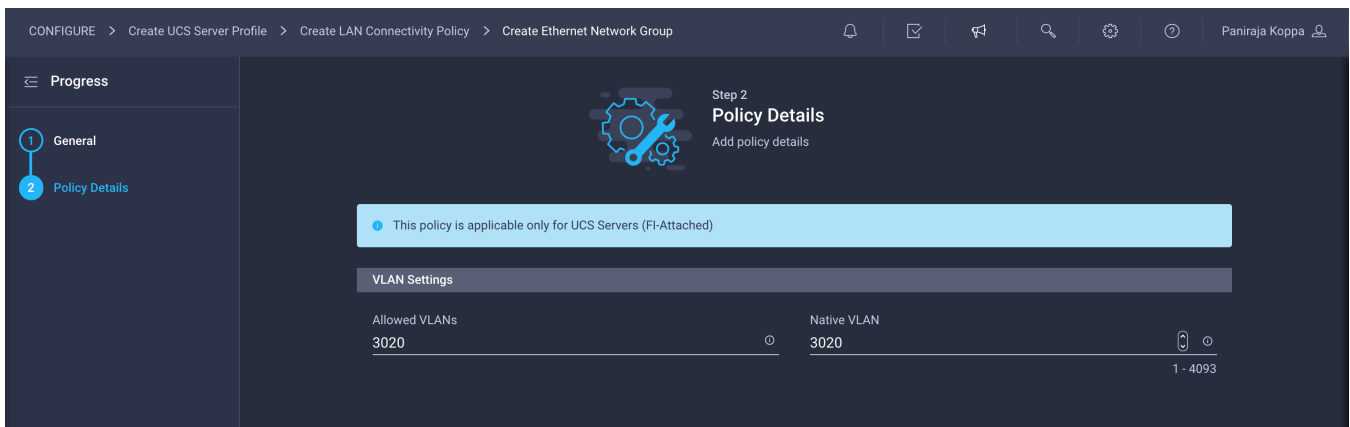 CONFIGURE > Create UCS Server Profile > Create LAN Connectivity Policy > Create Ethernet Network Group
Paniraja Koppa
Progress
1 General
2 Policy Details
Step 2
Policy Details
Add policy details
This policy is applicable only for UCS Servers (FI-Attached)
VLAN Settings
Allowed VLANs
3020
Native VLAN
3020
1 - 4093